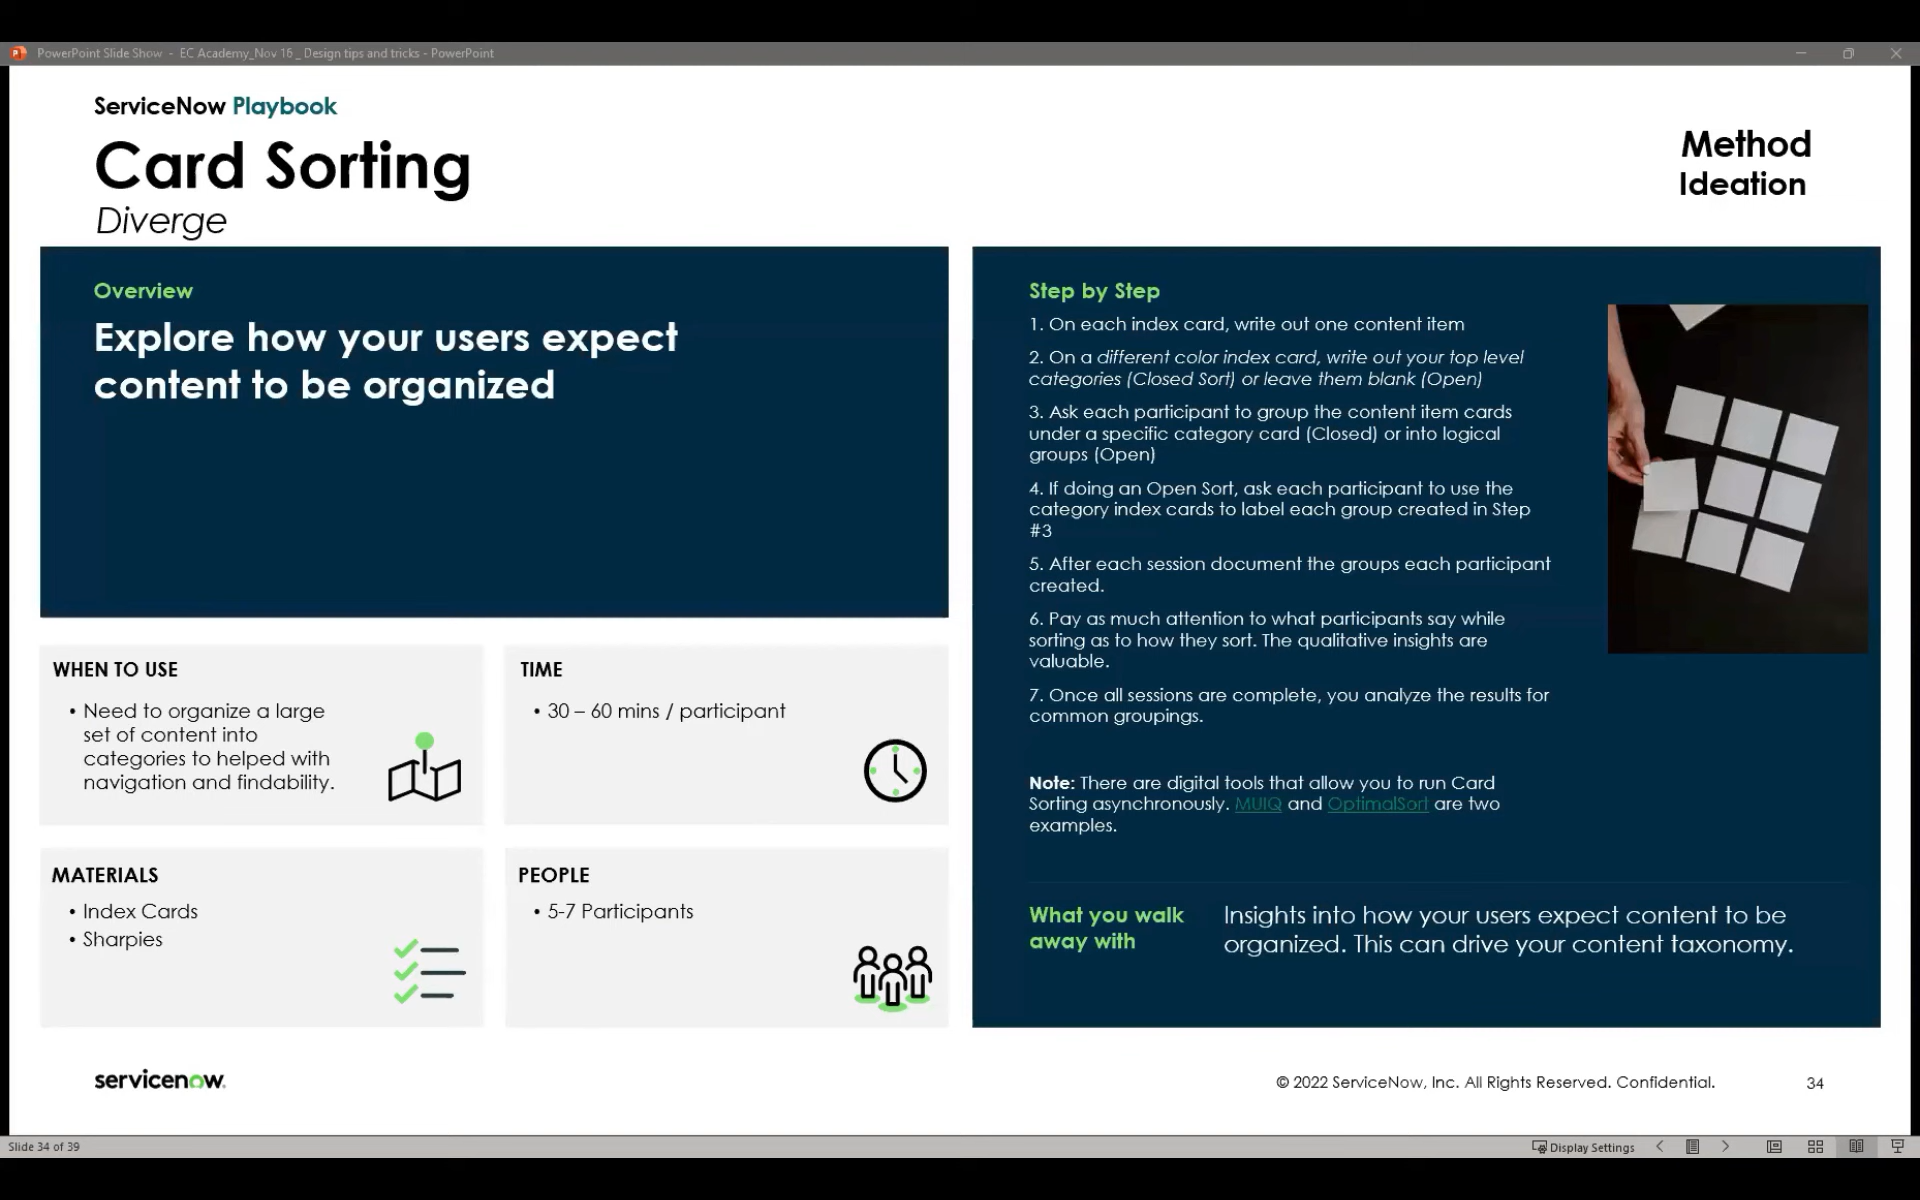 PowerPoint Slide Show - EC Academy_Nov 16 _ Design tips and tricks - PowerPoint
ServiceNow Playbook
Card Sorting
Diverge
Method
Ideation
Overview
Explore how your users expect
content to be organized
WHEN TO USE
• Need to organize a large
set of content into
categories to helped with
navigation and findability.
TIME
• 30 – 60 mins / participant
MATERIALS
• Index Cards
• Sharpies
PEOPLE
• 5-7 Participants
Step by Step
1. On each index card, write out one content item
2. On a different color index card, write out your top level
categories (Closed Sort) or leave them blank (Open)
3. Ask each participant to group the content item cards
under a specific category card (Closed) or into logical
groups (Open)
4. If doing an Open Sort, ask each participant to use the
category index cards to label each group created in Step
#3
5. After each session document the groups each participant
created.
6. Pay as much attention to what participants say while
sorting as to how they sort. The qualitative insights are
valuable.
7. Once all sessions are complete, you analyze the results for
common groupings.
Note: There are digital tools that allow you to run Card
Sorting asynchronously. MUIQ and OptimalSort are two
examples.
What you walk
away with
Insights into how your users expect content to be
organized. This can drive your content taxonomy.
servicenow.
© 2022 ServiceNow, Inc. All Rights Reserved. Confidential.
34
Slide 34 of 39
Display Settings